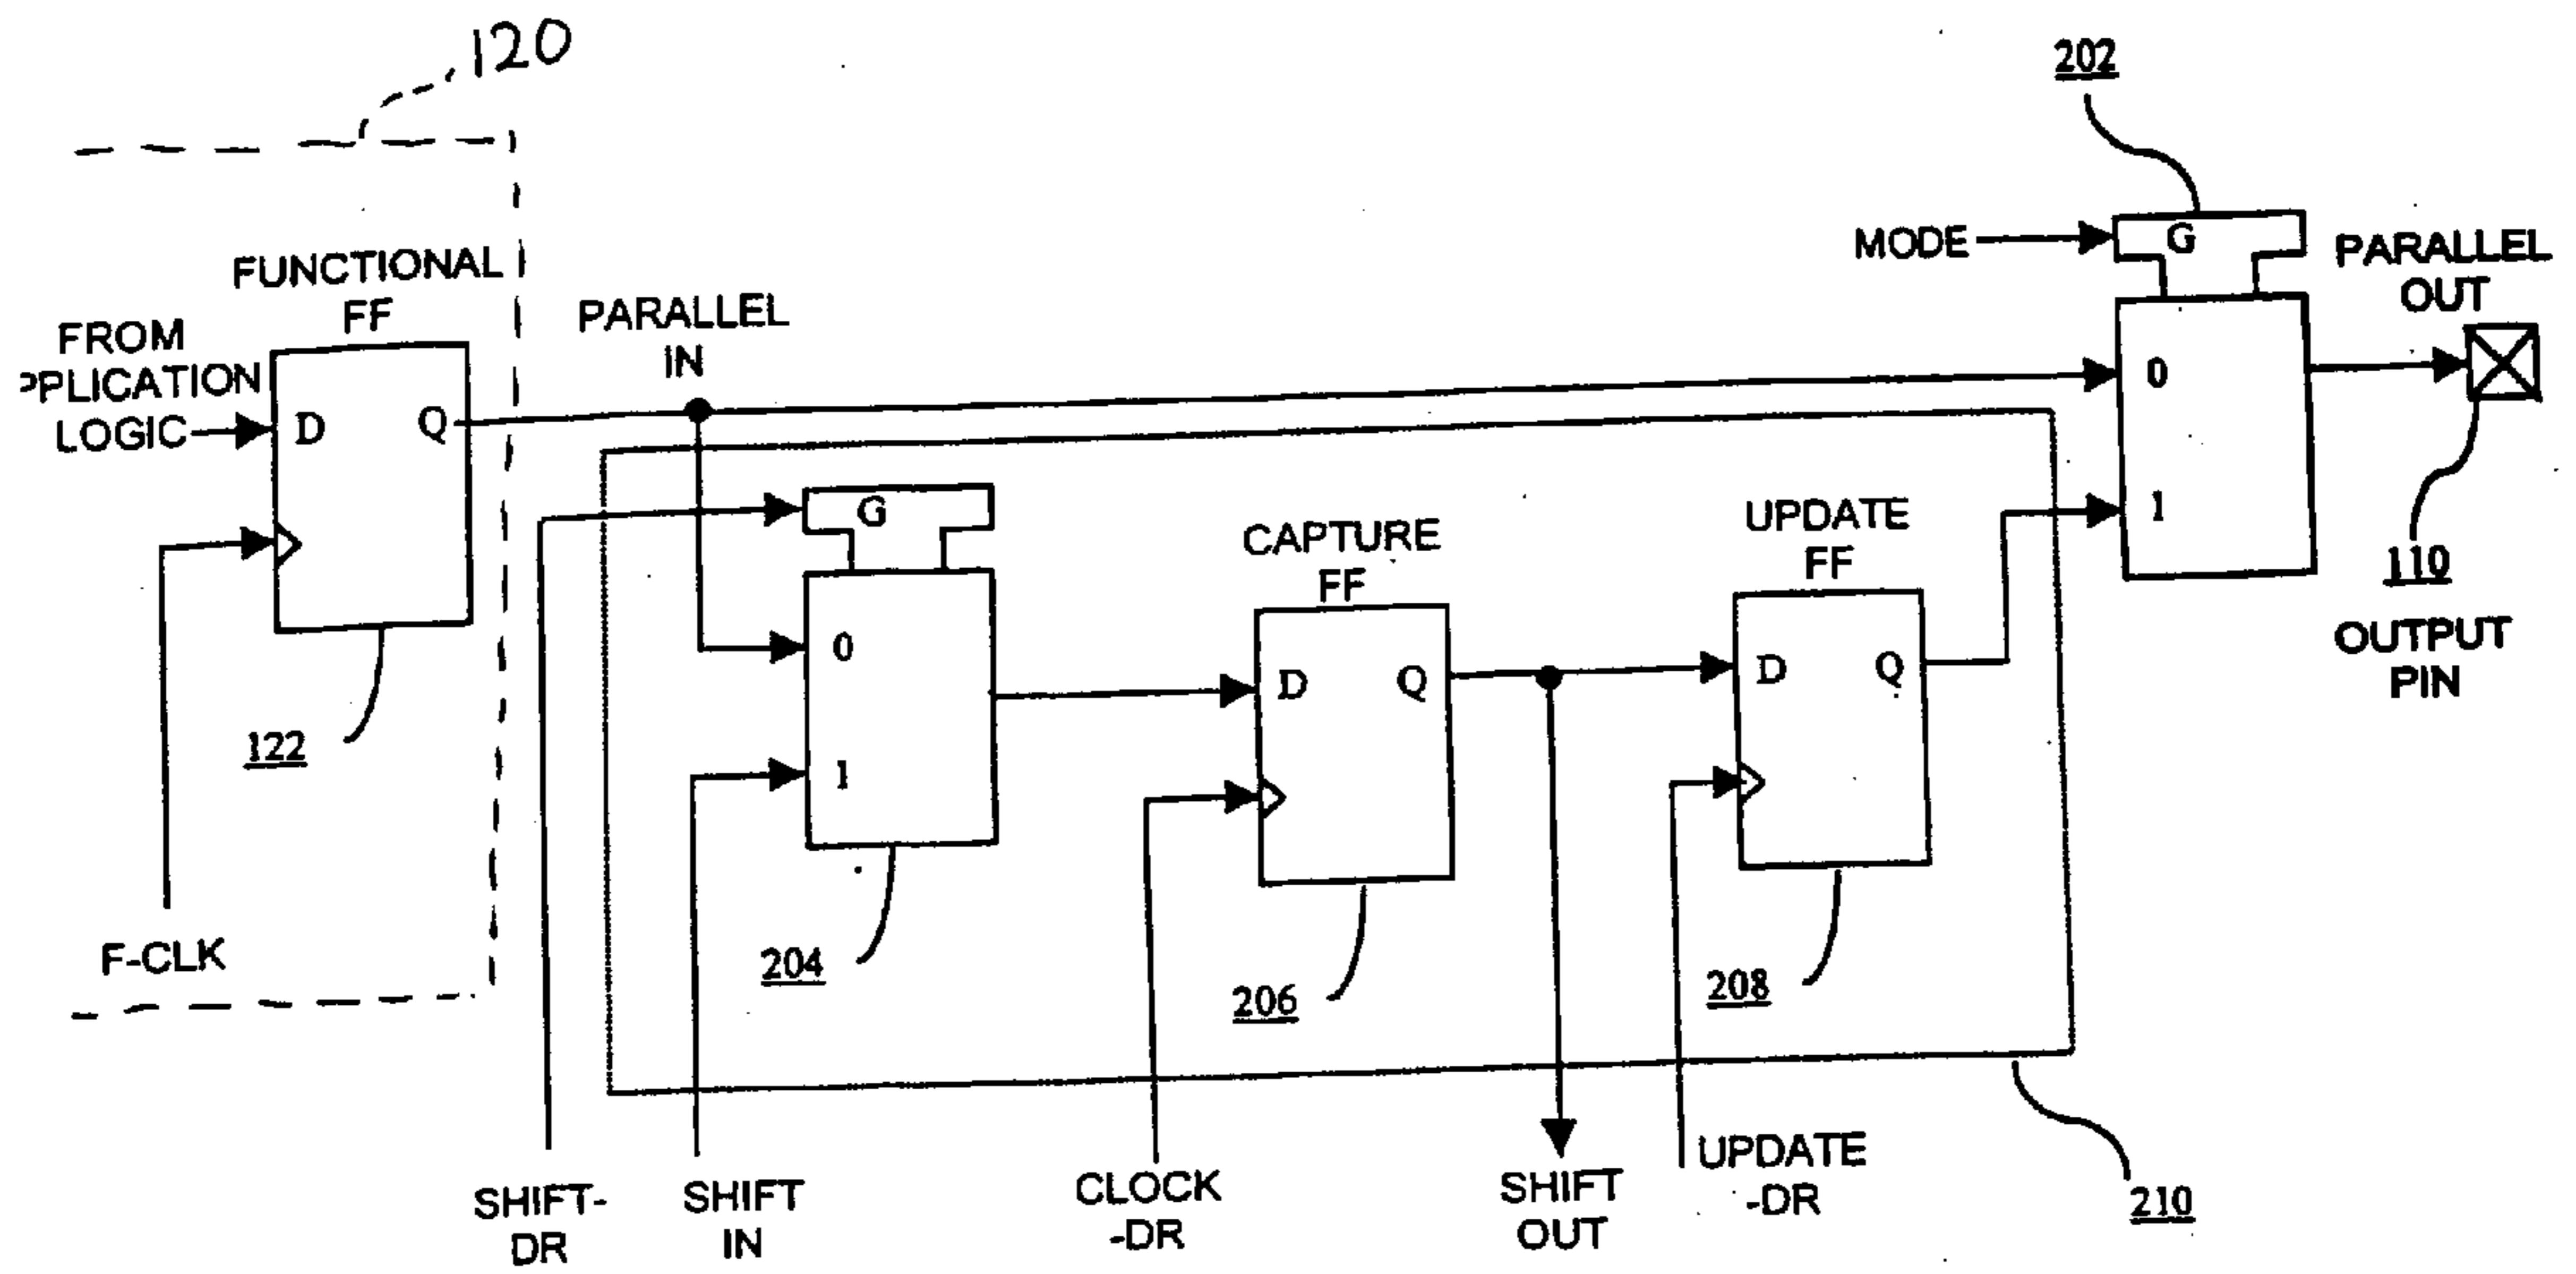 120
202
MODE
G
PARALLEL
OUT
FUNCTIONAL
FF
FROM
PPLICATION
LOGIC
D
Q
PARALLEL
IN
0
1
110
OUTPUT
PIN
G
0
1
CAPTURE
FF
D
Q
UPDATE
FF
D
Q
122
204
206
208
F-CLK
SHIFT-
DR
SHIFT
IN
CLOCK
-DR
SHIFT
OUT
UPDATE
-DR
210